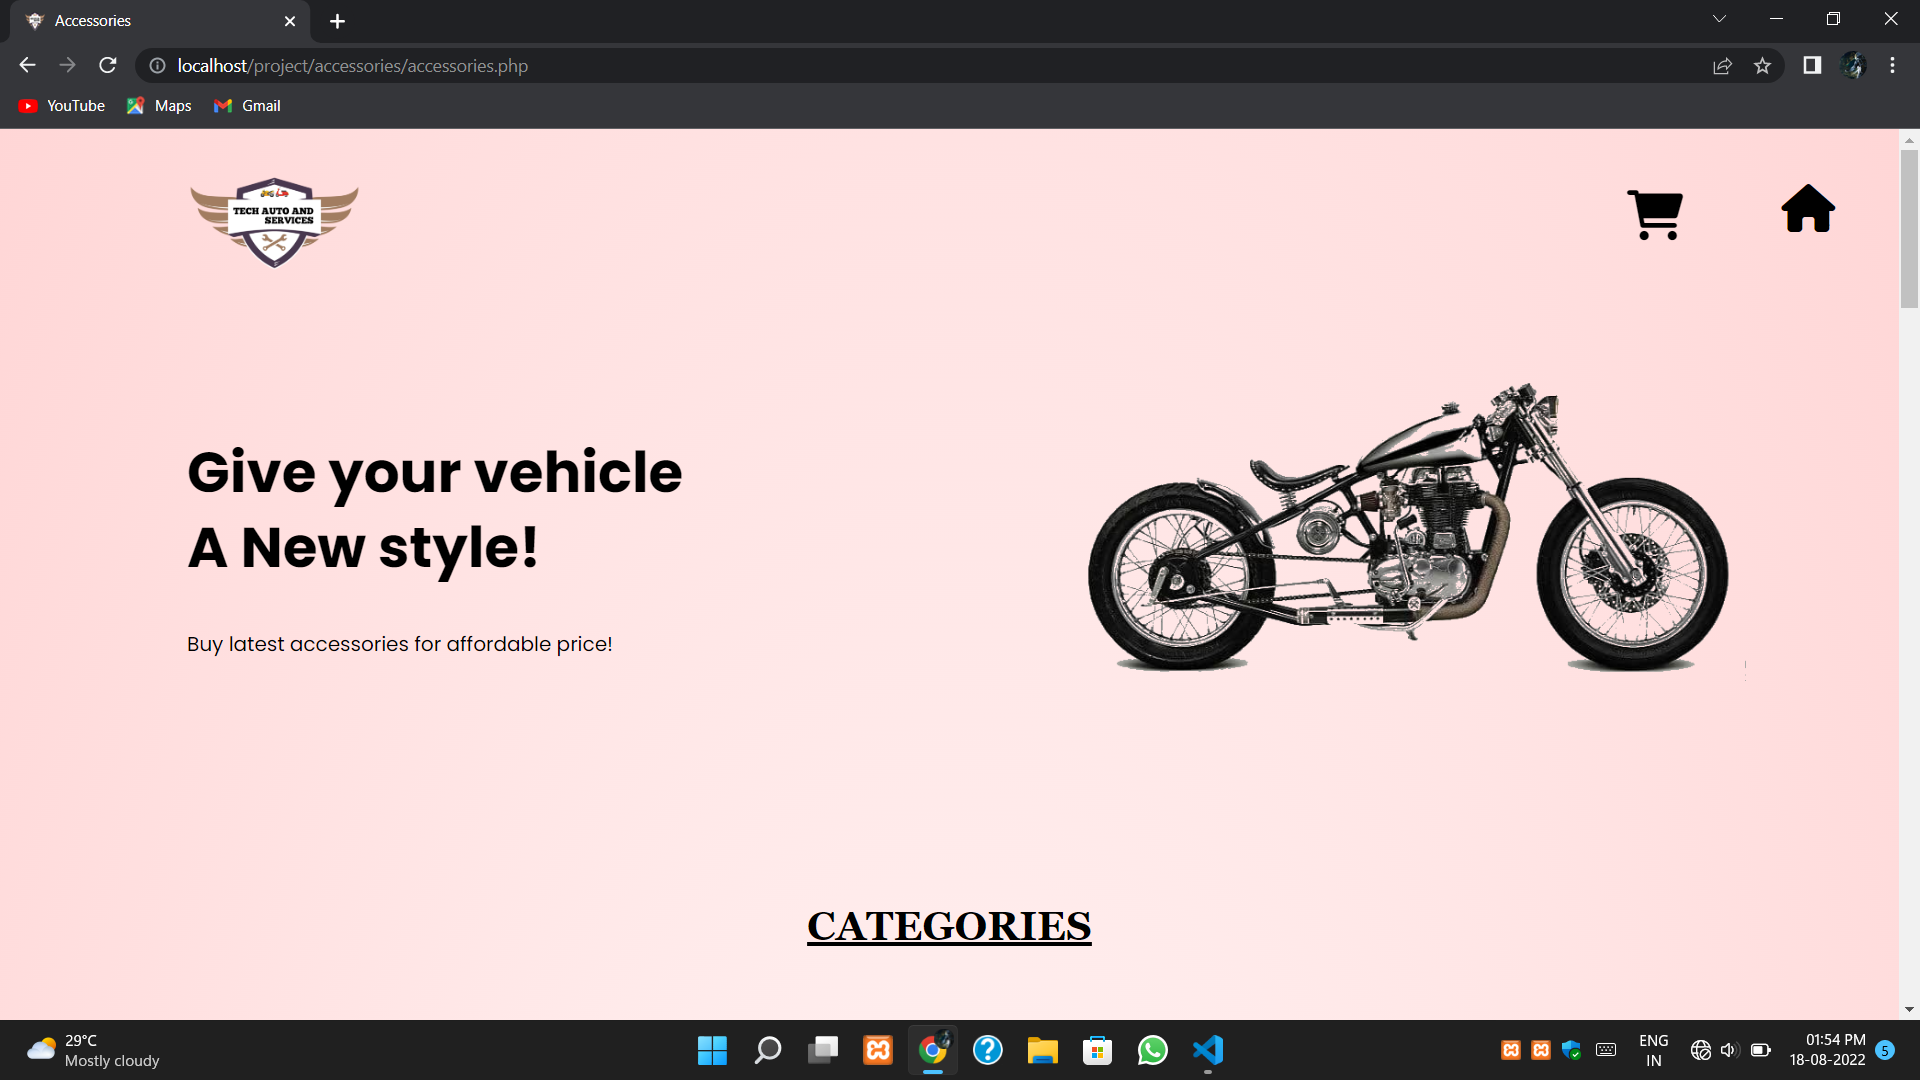 Accessories
localhost/project/accessories/accessories.php
YouTube
Maps
Gmail
TECH AUTO AND
SERVICES
Give your vehicle
A New style!
Buy latest accessories for affordable price!
CATEGORIES
29°C
Mostly cloudy
ENG
IN
01:54 PM
18-08-2022
5